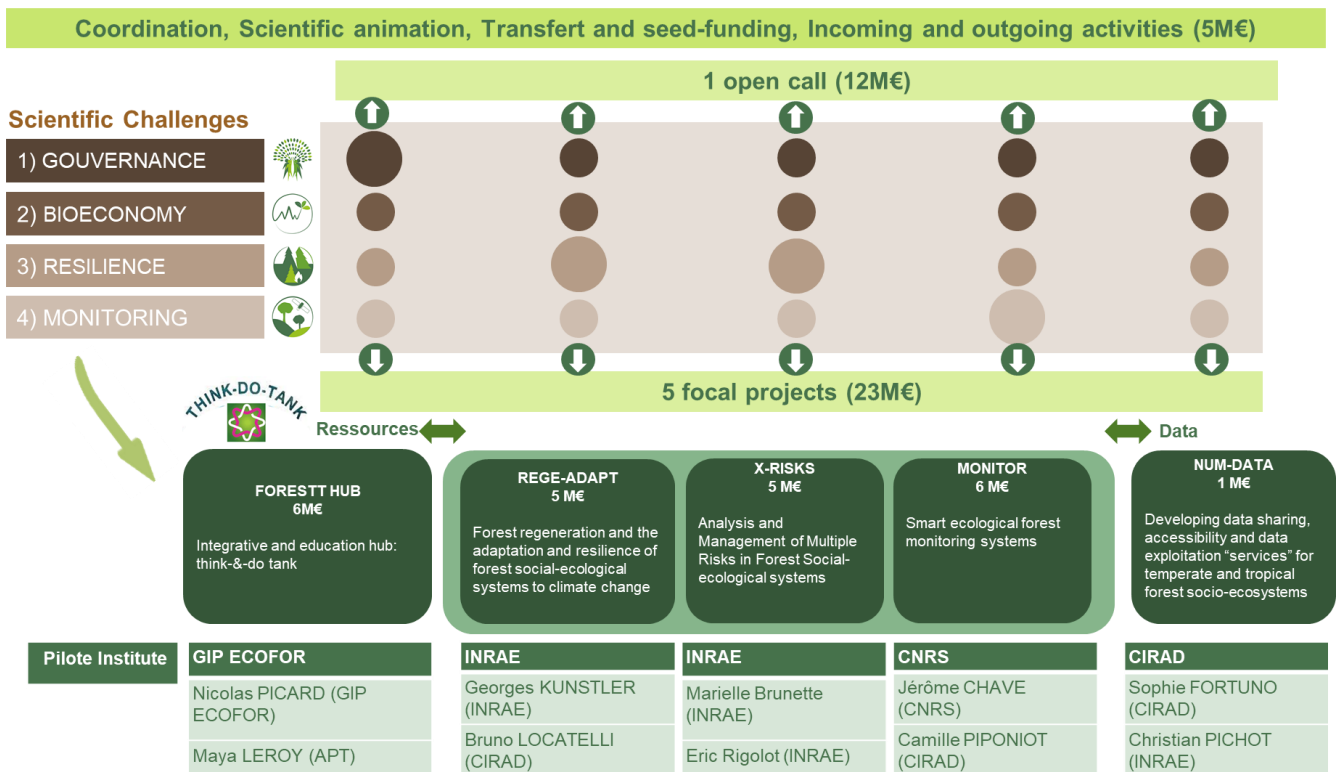 Coordination, Scientific animation, Transfert and seed-funding, Incoming and outgoing activities (5M€)
1 open call (12M€)
Scientific Challenges
1) GOUVERNANCE
2) BIOECONOMY
3) RESILIENCE
4) MONITORING
5 focal projects (23M€)
THINK-DO-TANK
Ressources
Data
FORESTT HUB
6M€
Integrative and education hub:
think-&-do tank
REGE-ADAPT
5 M€
Forest regeneration and the
adaptation and resilience of
forest social-ecological
systems to climate change
X-RISKS
5 M€
Analysis and
Management of Multiple
Risks in Forest Social-
ecological systems
MONITOR
6 M€
Smart ecological forest
monitoring systems
NUM-DATA
1 M€
Developing data sharing,
accessibility and data
exploitation “services” for
temperate and tropical
forest socio-ecosystems
Pilote Institute
GIP ECOFOR
Nicolas PICARD (GIP
ECOFOR)
Maya LEROY (APT)
INRAE
Georges KUNSTLER
(INRAE)
Bruno LOCATELLI
(CIRAD)
INRAE
Marielle Brunette
(INRAE)
Eric Rigolot (INRAE)
CNRS
Jérôme CHAVE
(CNRS)
Camille PIPONIOT
(CIRAD)
CIRAD
Sophie FORTUNO
(CIRAD)
Christian PICHOT
(INRAE)